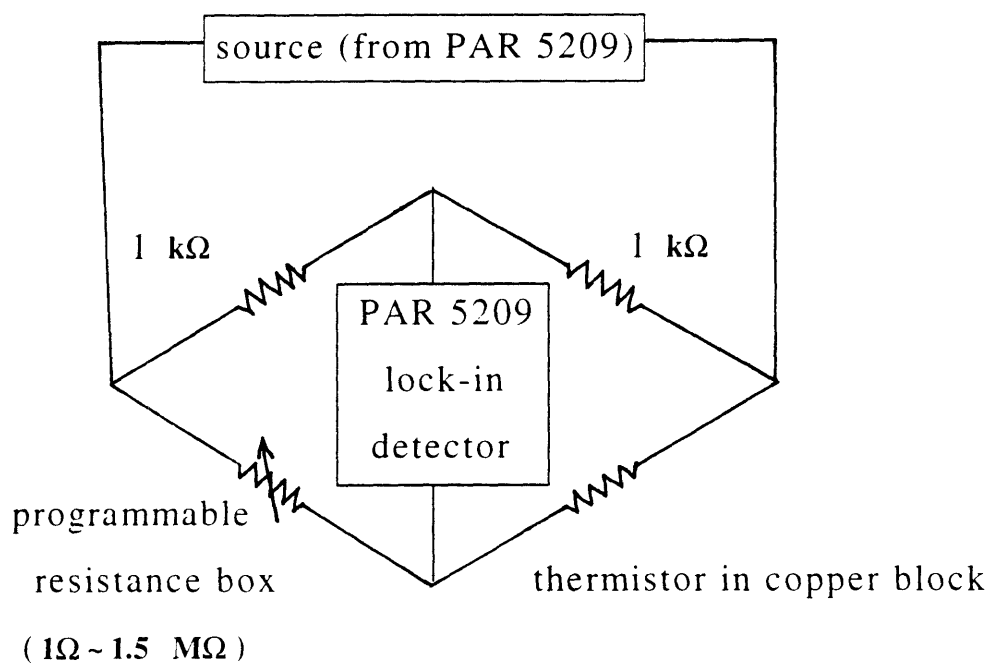 source (from PAR 5209)
1 kΩ
1 kΩ
PAR 5209
lock-in
detector
programmable
resistance box
(1Ω ~ 1.5 MΩ)
thermistor in copper block